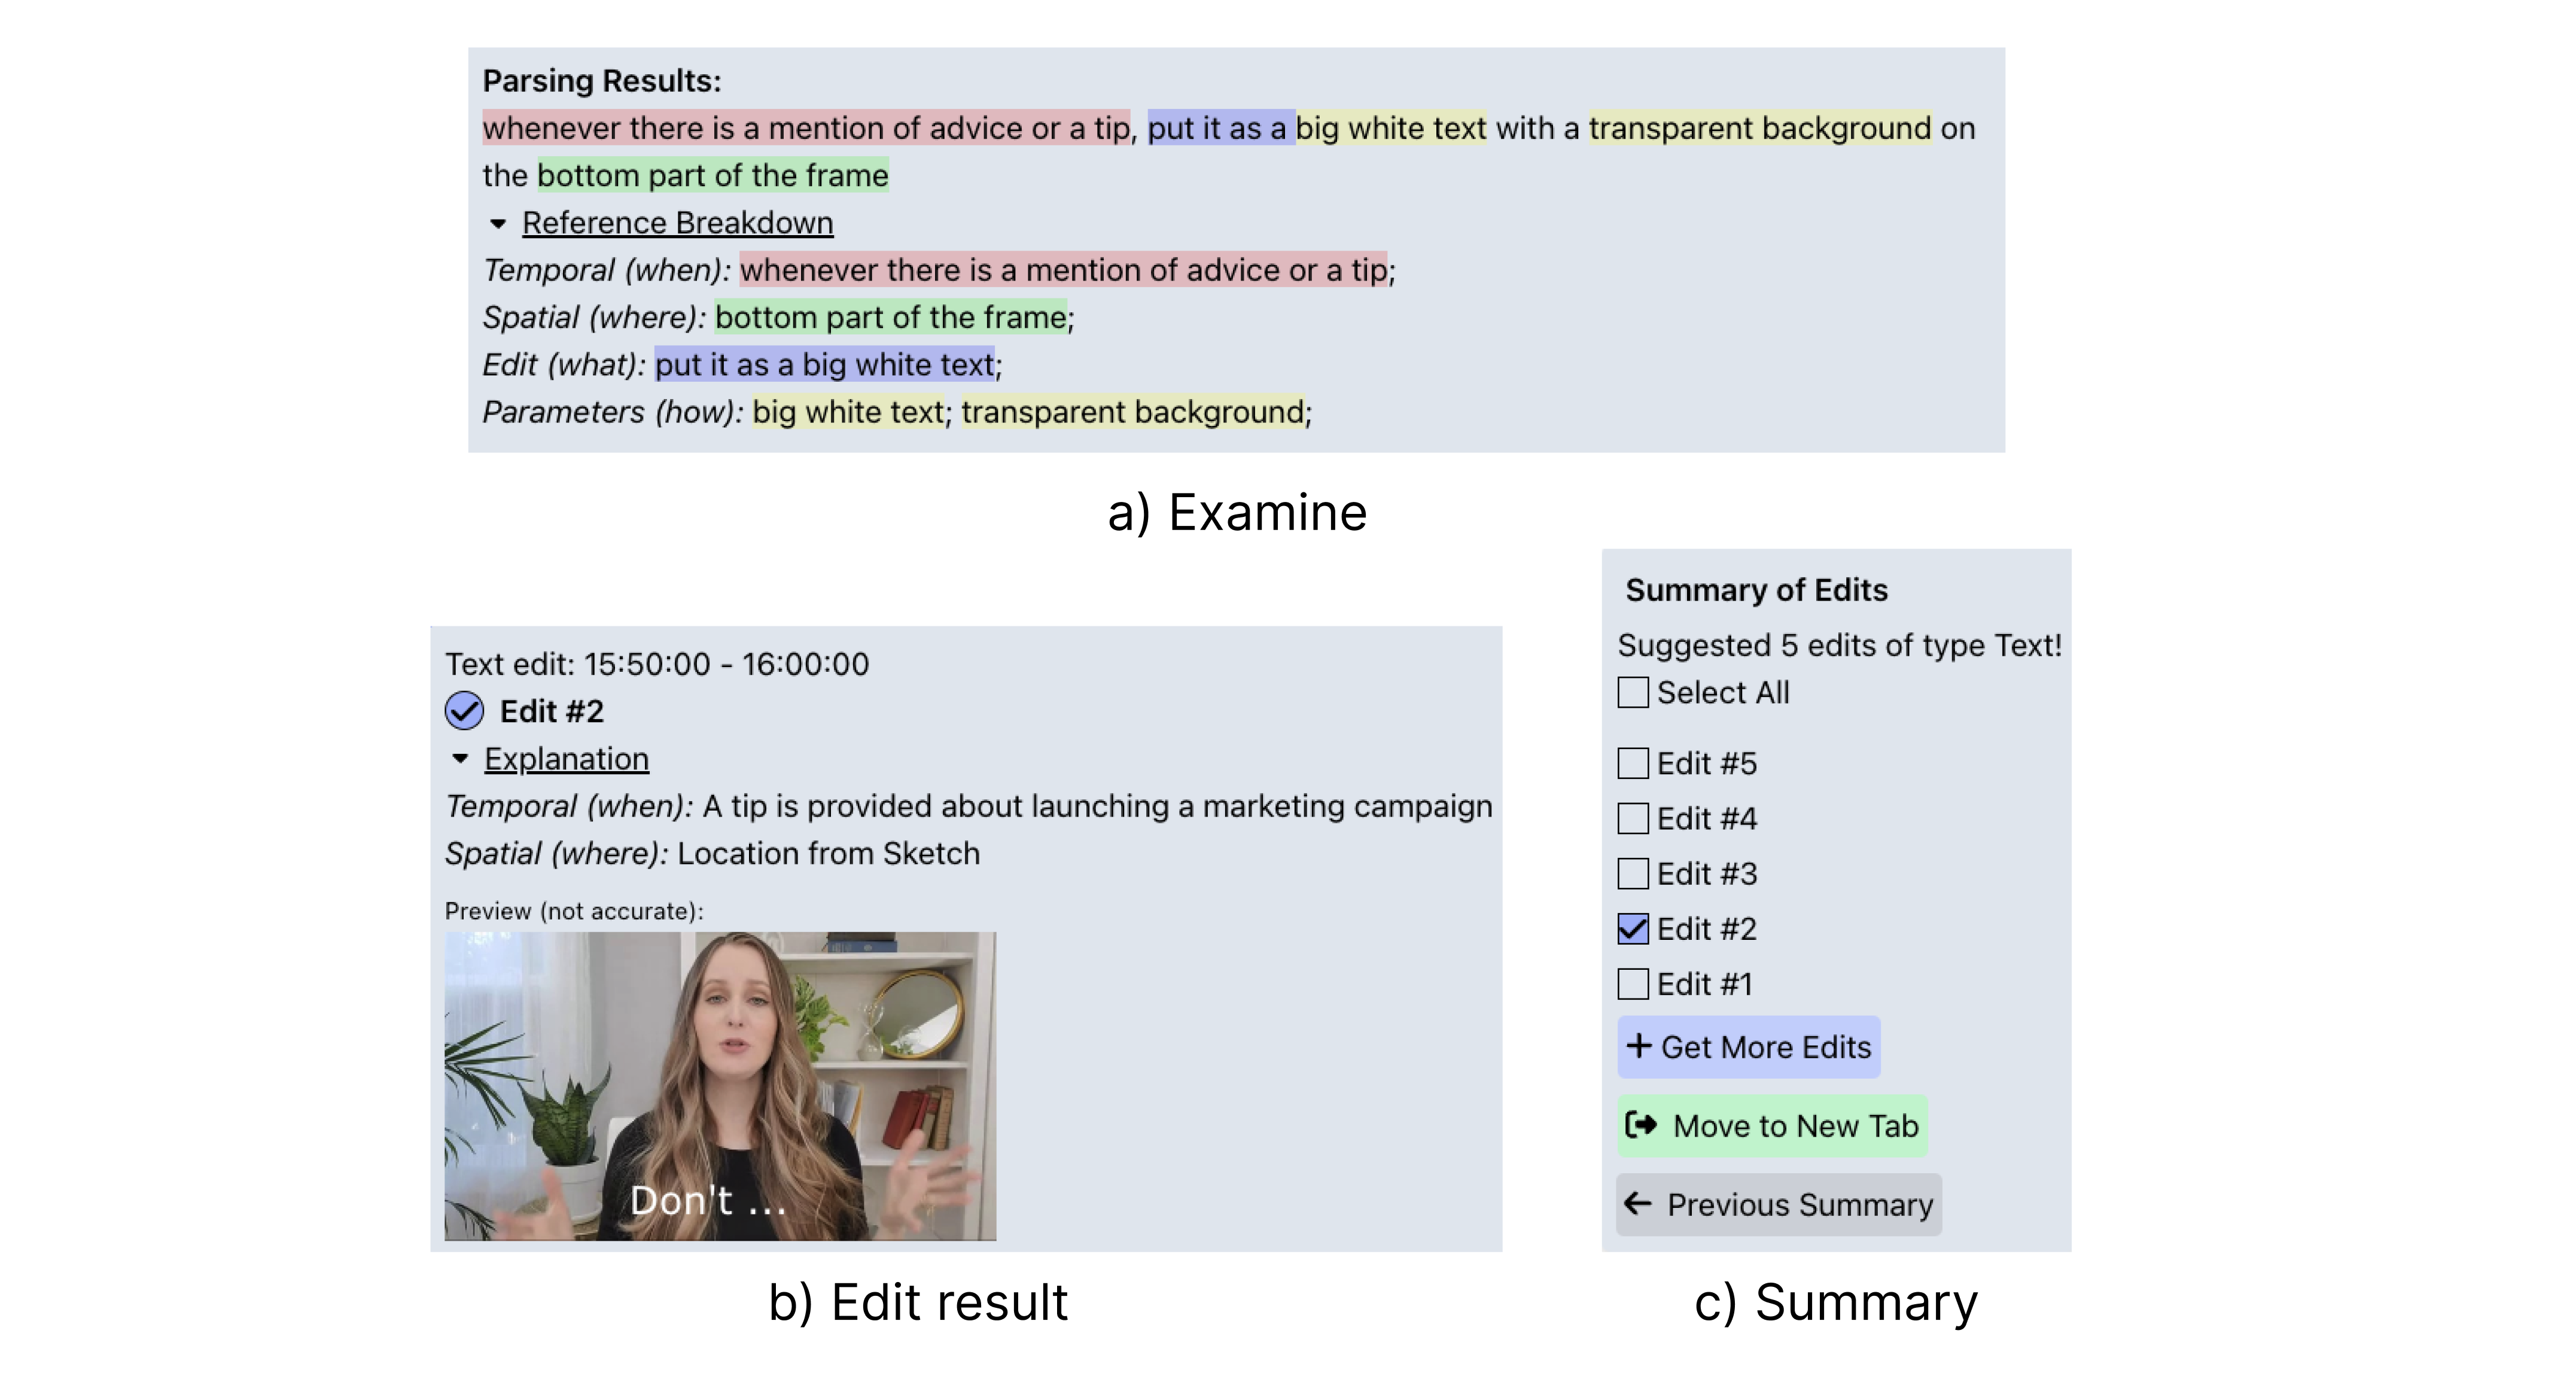 Parsing Results:
whenever there is a mention of advice or a tip, put it as a big white text with a transparent background on
the bottom part of the frame
Reference Breakdown
Temporal (when): whenever there is a mention of advice or a tip;
Spatial (where): bottom part of the frame;
Edit (what): put it as a big white text;
Parameters (how): big white text; transparent background;
a) Examine
Text edit: 15:50:00 - 16:00:00
Edit #2
Explanation
Temporal (when): A tip is provided about launching a marketing campaign
Spatial (where): Location from Sketch
Preview (not accurate):
Don't ...
b) Edit result
Summary of Edits
Suggested 5 edits of type Text!
Select All
Edit #5
Edit #4
Edit #3
Edit #2
Edit #1
+ Get More Edits
Move to New Tab
← Previous Summary
c) Summary